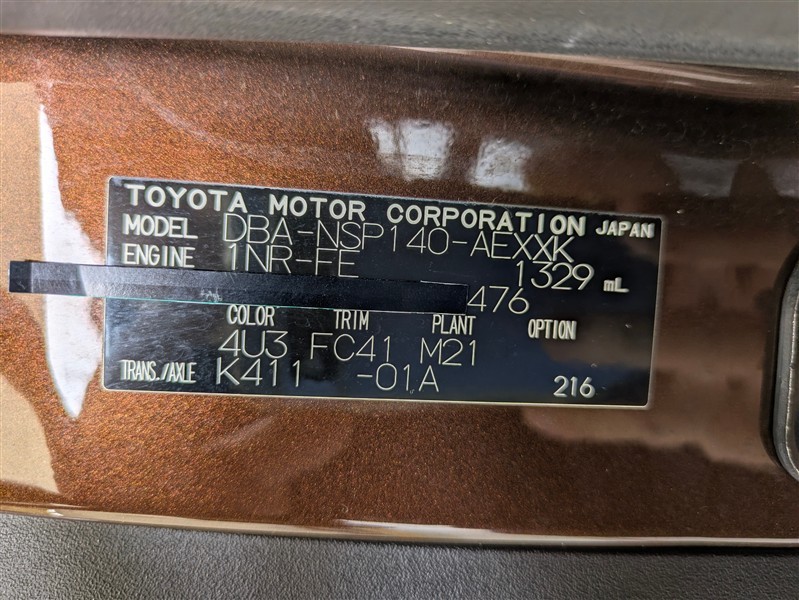 TOYOTA MOTOR CORPORATION JAPAN
MODEL DBA-NSP140-AEXXK
ENGINE 1NR-FE 1329 mL
476
COLOR TRIM PLANT OPTION
4U3 FC41 M21
TRANS./AXLE K411 -01A 216